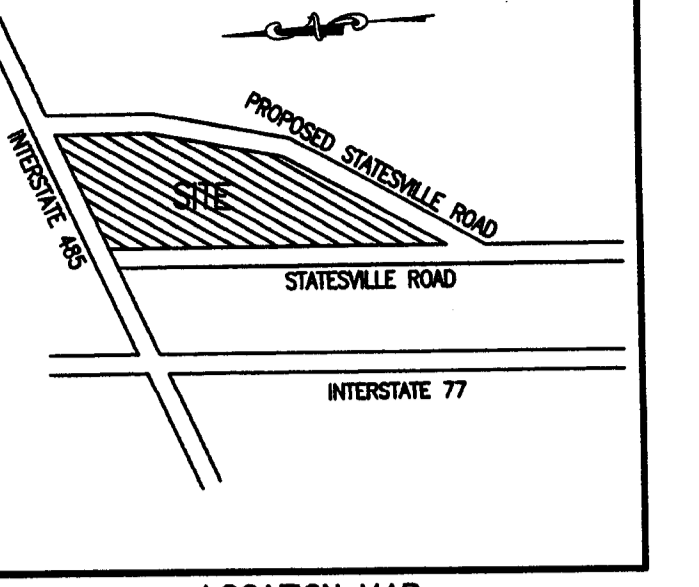 PROPOSED STATESVILLE ROAD
INTERSTATE 485
SITE
STATESVILLE ROAD
INTERSTATE 77
LOCATION MAP